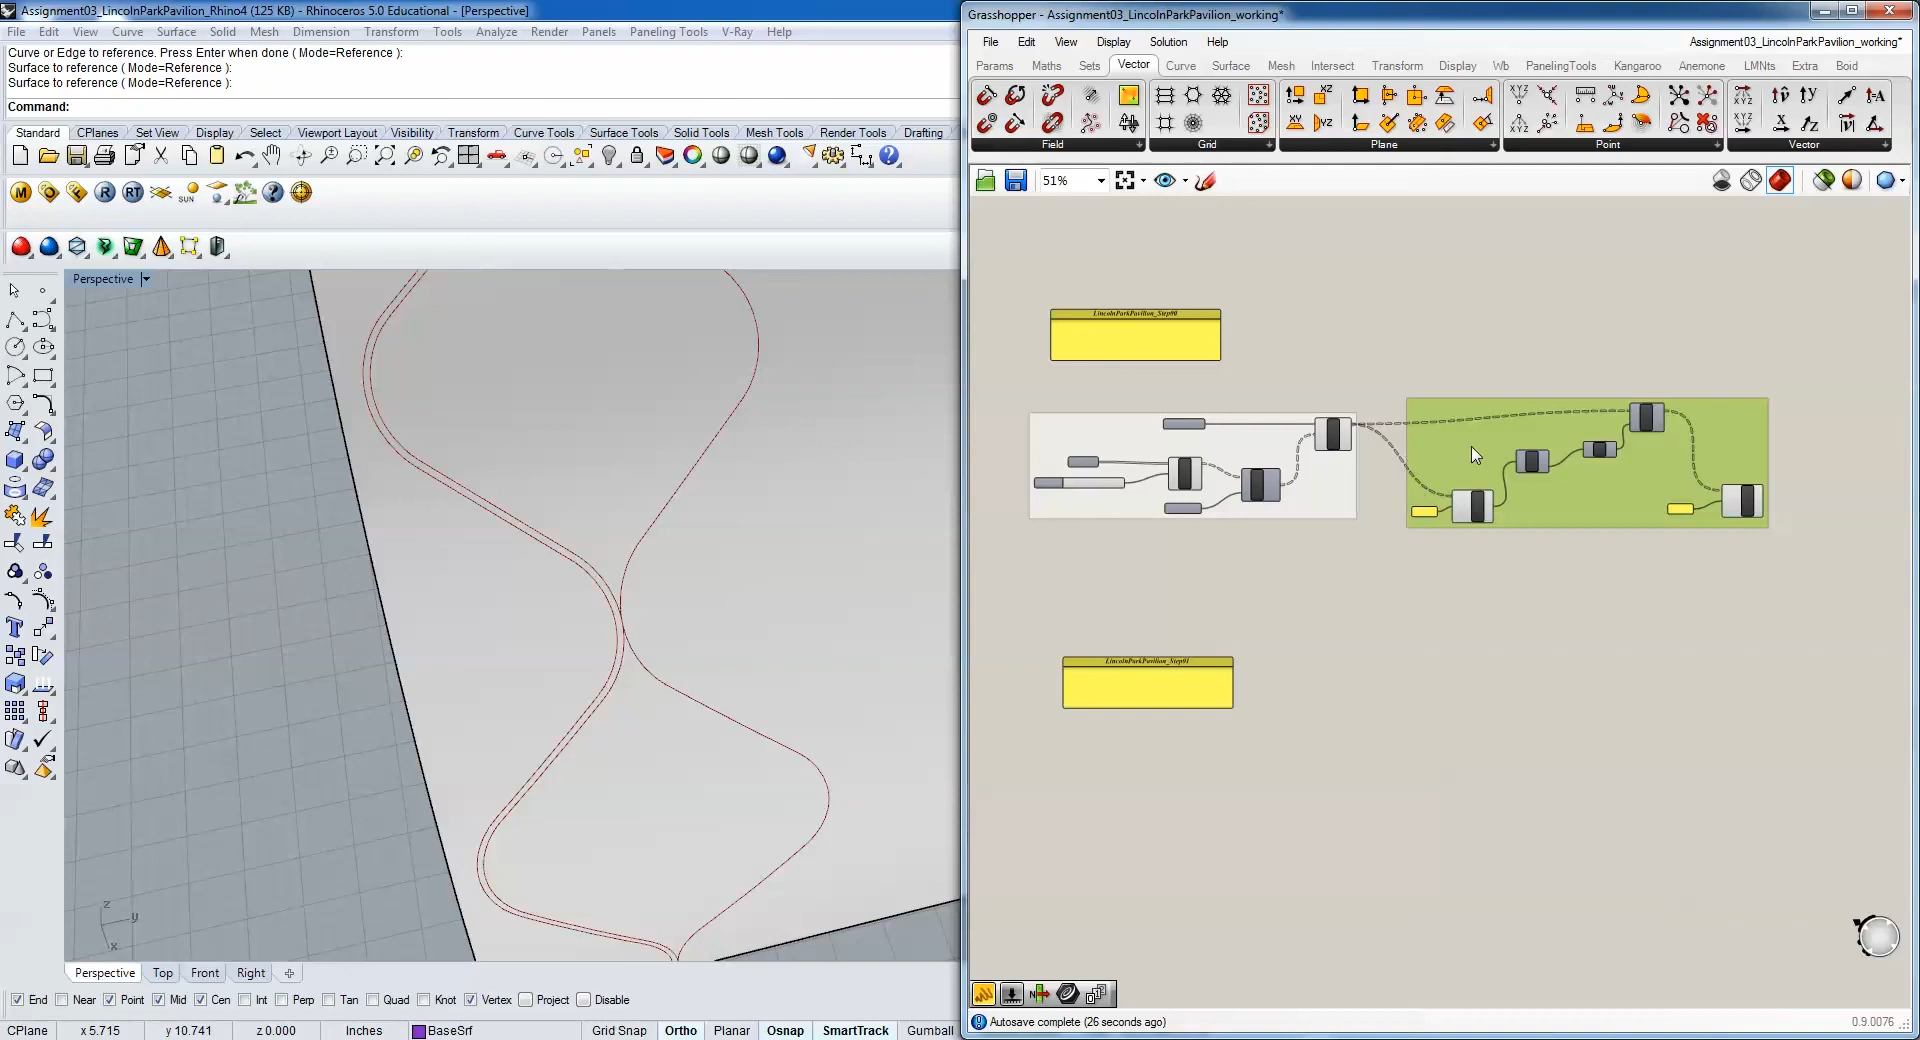 Assignment03_LincolnParkPavilion_Rhino4 (125 KB) - Rhinoceros 5.0 Educational - [Perspective]
File Edit View Curve Surface Solid Mesh Dimension Transform Tools Analyze Render Panels Paneling Tools V-Ray Help
Curve or Edge to reference. Press Enter when done ( Mode=Reference ):
Surface to reference ( Mode=Reference ):
Surface to reference ( Mode=Reference ):
Command:
Standard CPlanes Set View Display Select Viewport Layout Visibility Transform Curve Tools Surface Tools Solid Tools Mesh Tools Render Tools Drafting
M O F R RT SUN
Perspective
z
y
x
Perspective Top Front Right
End Near Point Mid Cen Int Perp Tan Quad Knot Vertex Project Disable
CPlane x 5.715 y 10.741 z 0.000 Inches BaseSrf Grid Snap Ortho Planar Osnap SmartTrack Gumball
Grasshopper - Assignment03_LincolnParkPavilion_working*
File Edit View Display Solution Help
Assignment03_LincolnParkPavilion_working*
Params Maths Sets Vector Curve Surface Mesh Intersect Transform Display Wb PanelingTools Kangaroo Anemone LMNts Extra Boid
Field Grid Plane Point Vector
51%
LincolnParkPavilion_Step00
LincolnParkPavilion_Step01
Autosave complete (26 seconds ago)
0.9.0076